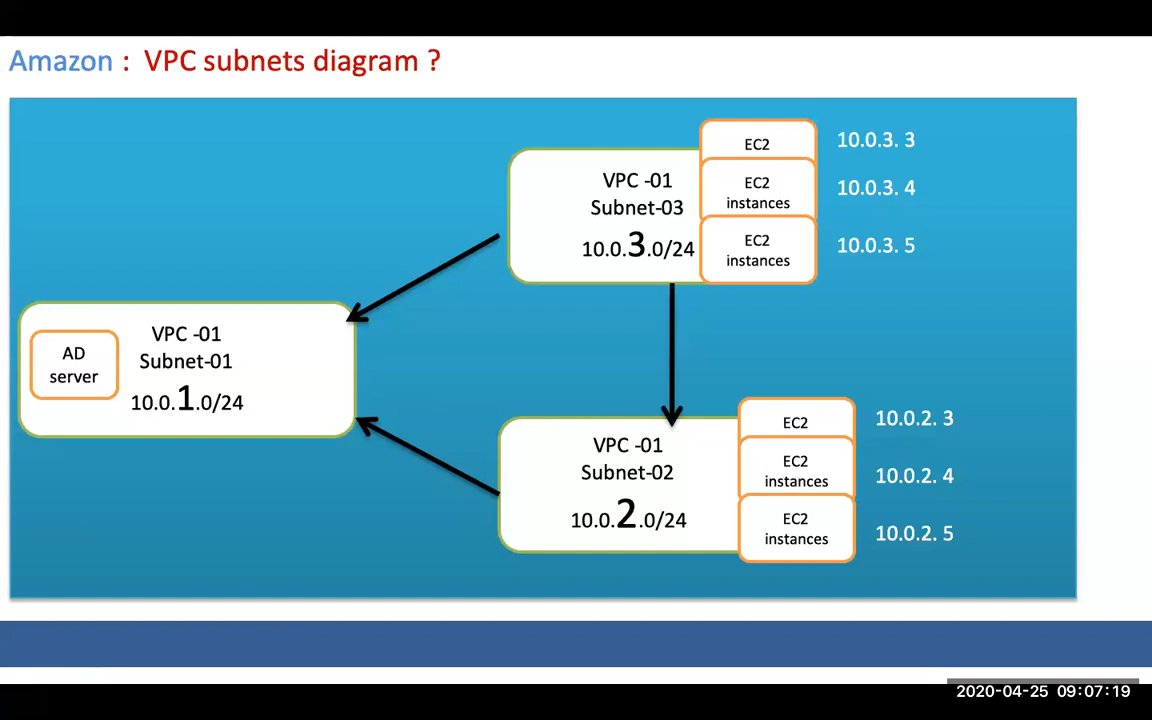 Amazon : VPC subnets diagram ?
EC2
10.0.3. 3
VPC -01
Subnet-03
10.0.3.0/24
EC2
instances
10.0.3. 4
EC2
instances
10.0.3. 5
AD
server
VPC -01
Subnet-01
10.0.1.0/24
VPC -01
Subnet-02
10.0.2.0/24
EC2
10.0.2. 3
EC2
instances
10.0.2. 4
EC2
instances
10.0.2. 5
2020-04-25 09:07:19